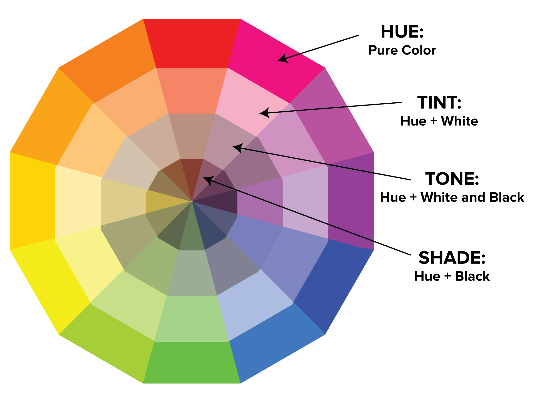 HUE:
Pure Color
TINT:
Hue + White
TONE:
Hue + White and Black
SHADE:
Hue + Black